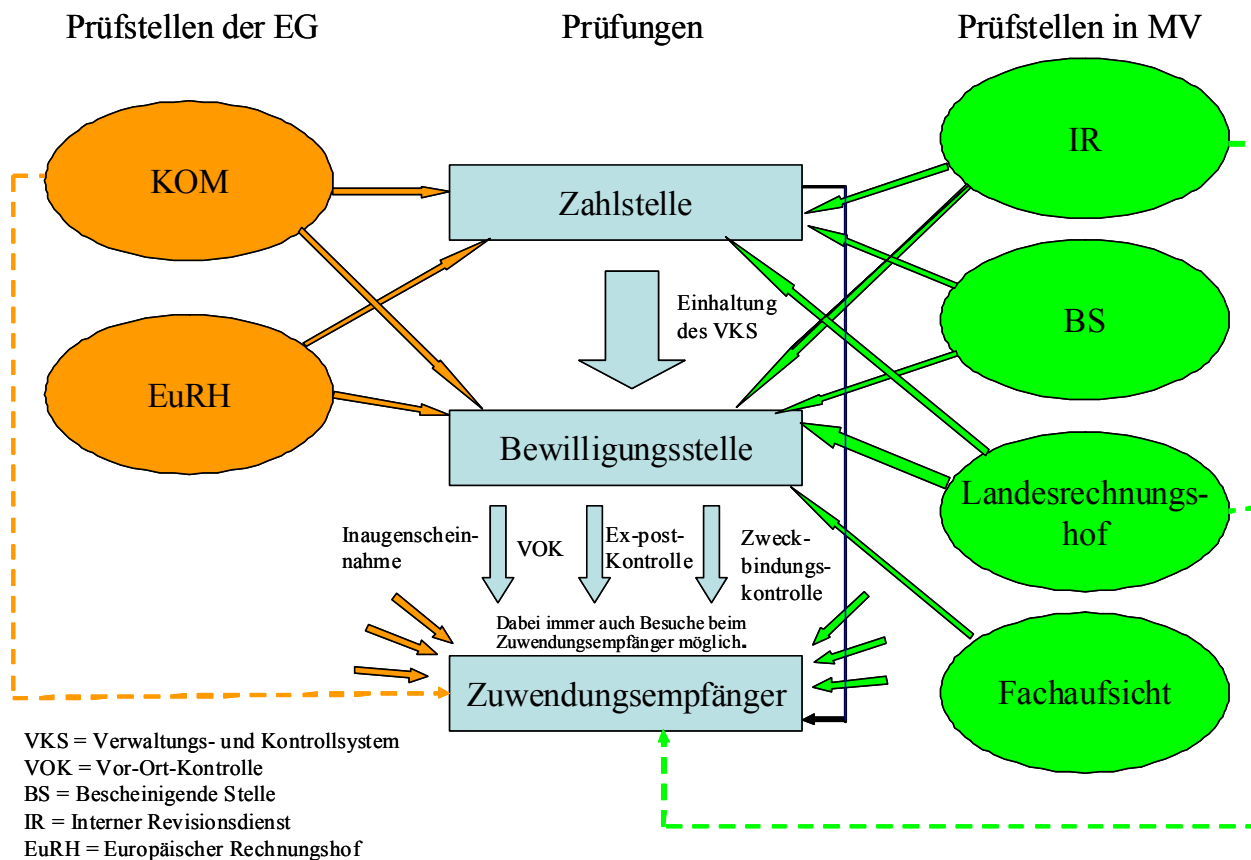 Prüfstellen der EG
Prüfungen
Prüfstellen in MV
KOM
EuRH
Zahlstelle
Einhaltung
des VKS
Bewilligungsstelle
Inaugenschein-
nahme
VOK
Ex-post-
Kontrolle
Zweck-
bindungs-
kontrolle
Dabei immer auch Besuche beim
Zuwendungsempfänger möglich.
Zuwendungsempfänger
IR
BS
Landesrechnungs-
hof
Fachaufsicht
VKS = Verwaltungs- und Kontrollsystem
VOK = Vor-Ort-Kontrolle
BS = Bescheinigende Stelle
IR = Interner Revisionsdienst
EuRH = Europäischer Rechnungshof